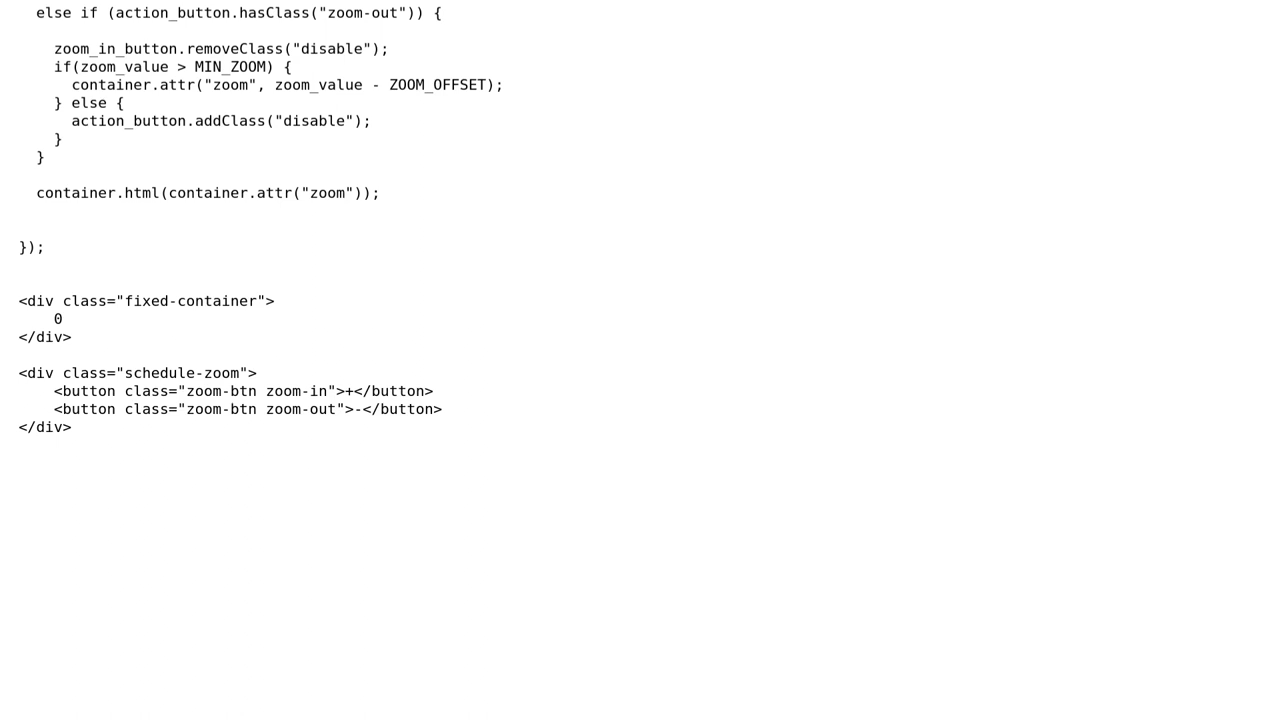 else if (action_button.hasClass("zoom-out")) {
zoom_in_button.removeClass("disable");
if(zoom_value > MIN_ZOOM) {
container.attr("zoom", zoom_value - ZOOM_OFFSET);
} else {
action_button.addClass("disable");
}
}
container.html(container.attr("zoom"));
});
<div class="fixed-container">
0
</div>
<div class="schedule-zoom">
<button class="zoom-btn zoom-in">+</button>
<button class="zoom-btn zoom-out">-</button>
</div>